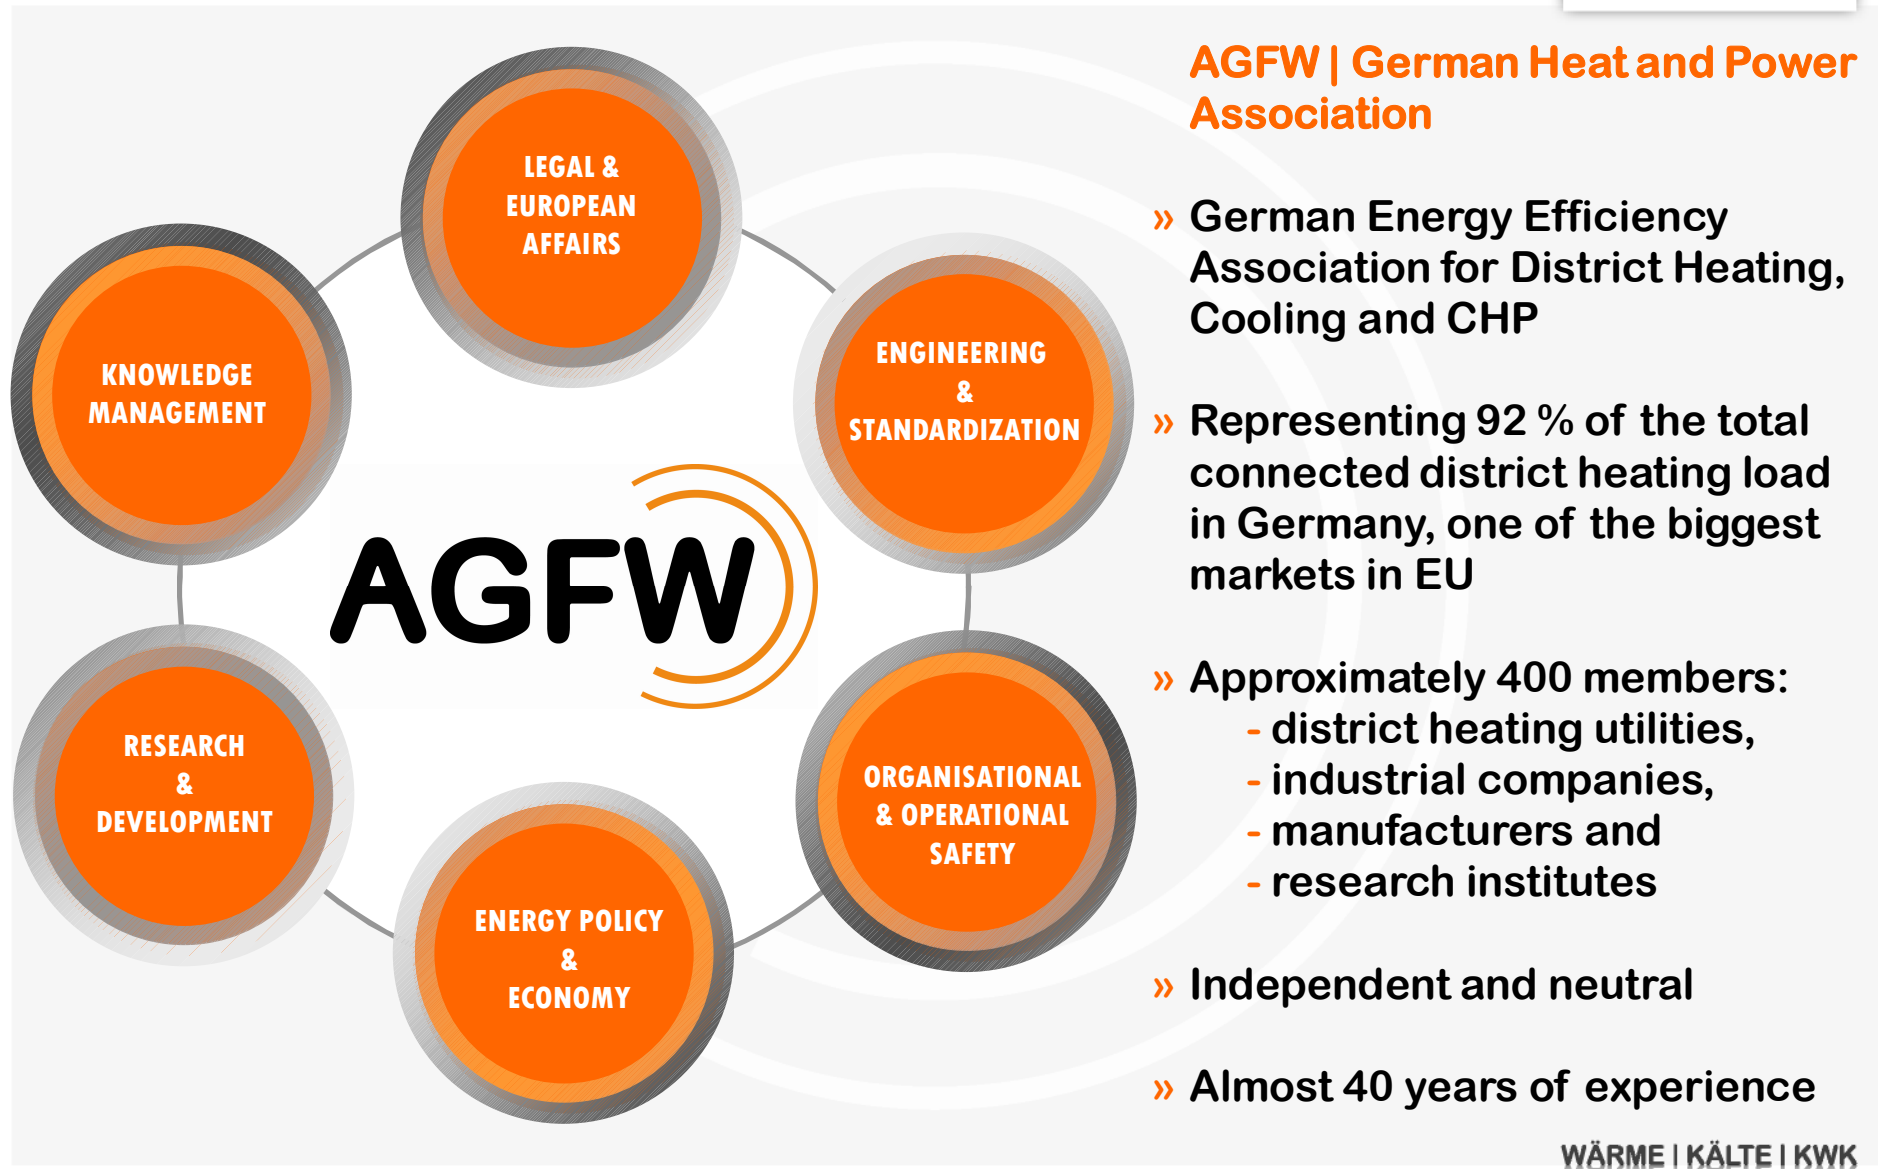 LEGAL &
EUROPEAN
AFFAIRS
KNOWLEDGE
MANAGEMENT
ENGINEERING
&
STANDARDIZATION
AGFW
RESEARCH
&
DEVELOPMENT
ORGANISATIONAL
& OPERATIONAL
SAFETY
ENERGY POLICY
&
ECONOMY
AGFW | German Heat and Power
Association
» German Energy Efficiency
Association for District Heating,
Cooling and CHP
» Representing 92 % of the total
connected district heating load
in Germany, one of the biggest
markets in EU
» Approximately 400 members:
- district heating utilities,
- industrial companies,
- manufacturers and
- research institutes
» Independent and neutral
» Almost 40 years of experience
WÄRME | KÄLTE | KWK